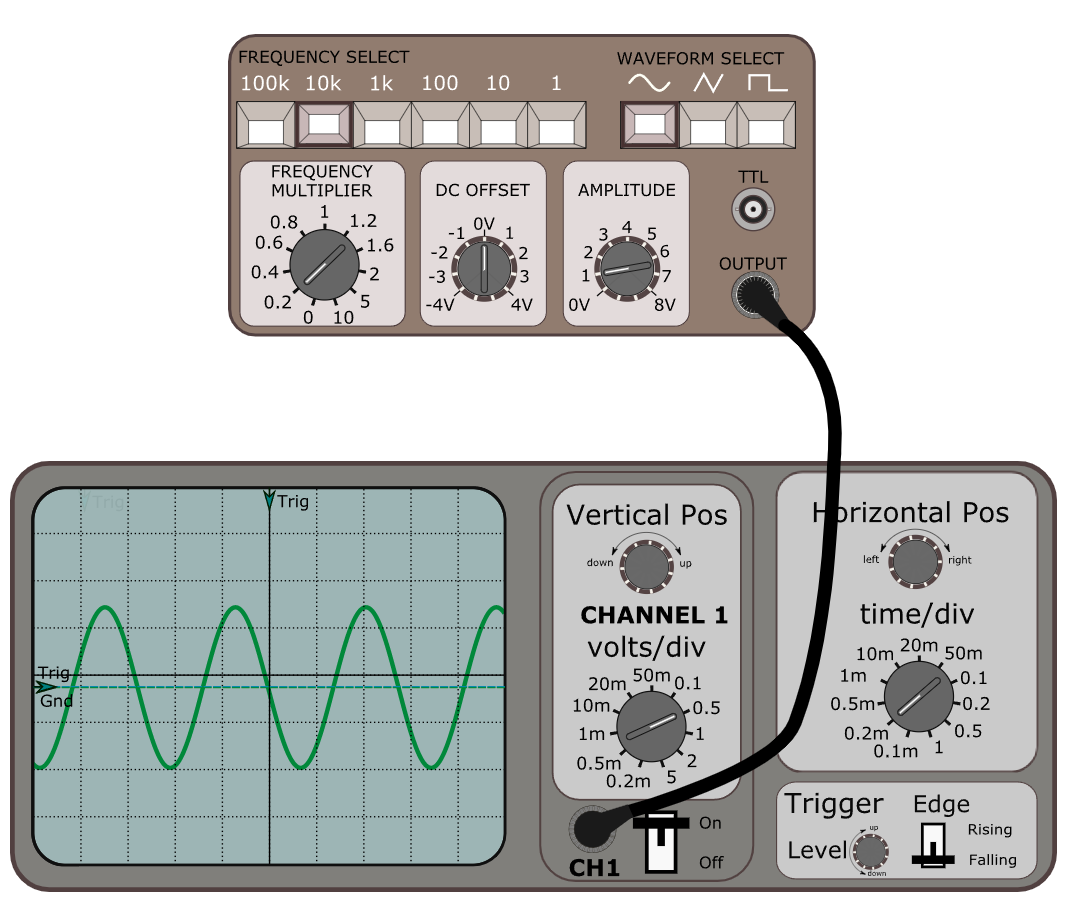 FREQUENCY SELECT
WAVEFORM SELECT
100k 10k 1k 100 10 1
FREQUENCY
MULTIPLIER
0 0.2 0.4 0.6 0.8 1 1.2 1.6 2 5 10
DC OFFSET
-4V -3 -2 -1 0V 1 2 3 4V
AMPLITUDE
0V 1 2 3 4 5 6 7 8V
TTL
OUTPUT
Trig
Trig
Trig
Gnd
Vertical Pos
down
up
CHANNEL 1
volts/div
0.2m 0.5m 1m 10m 20m 50m 0.1 0.5 1 2 5
CH1
On
Off
Horizontal Pos
left
right
time/div
0.1m 0.2m 0.5m 1m 10m 20m 50m 0.1 0.2 0.5 1
Trigger
Level
up
down
Edge
Rising
Falling